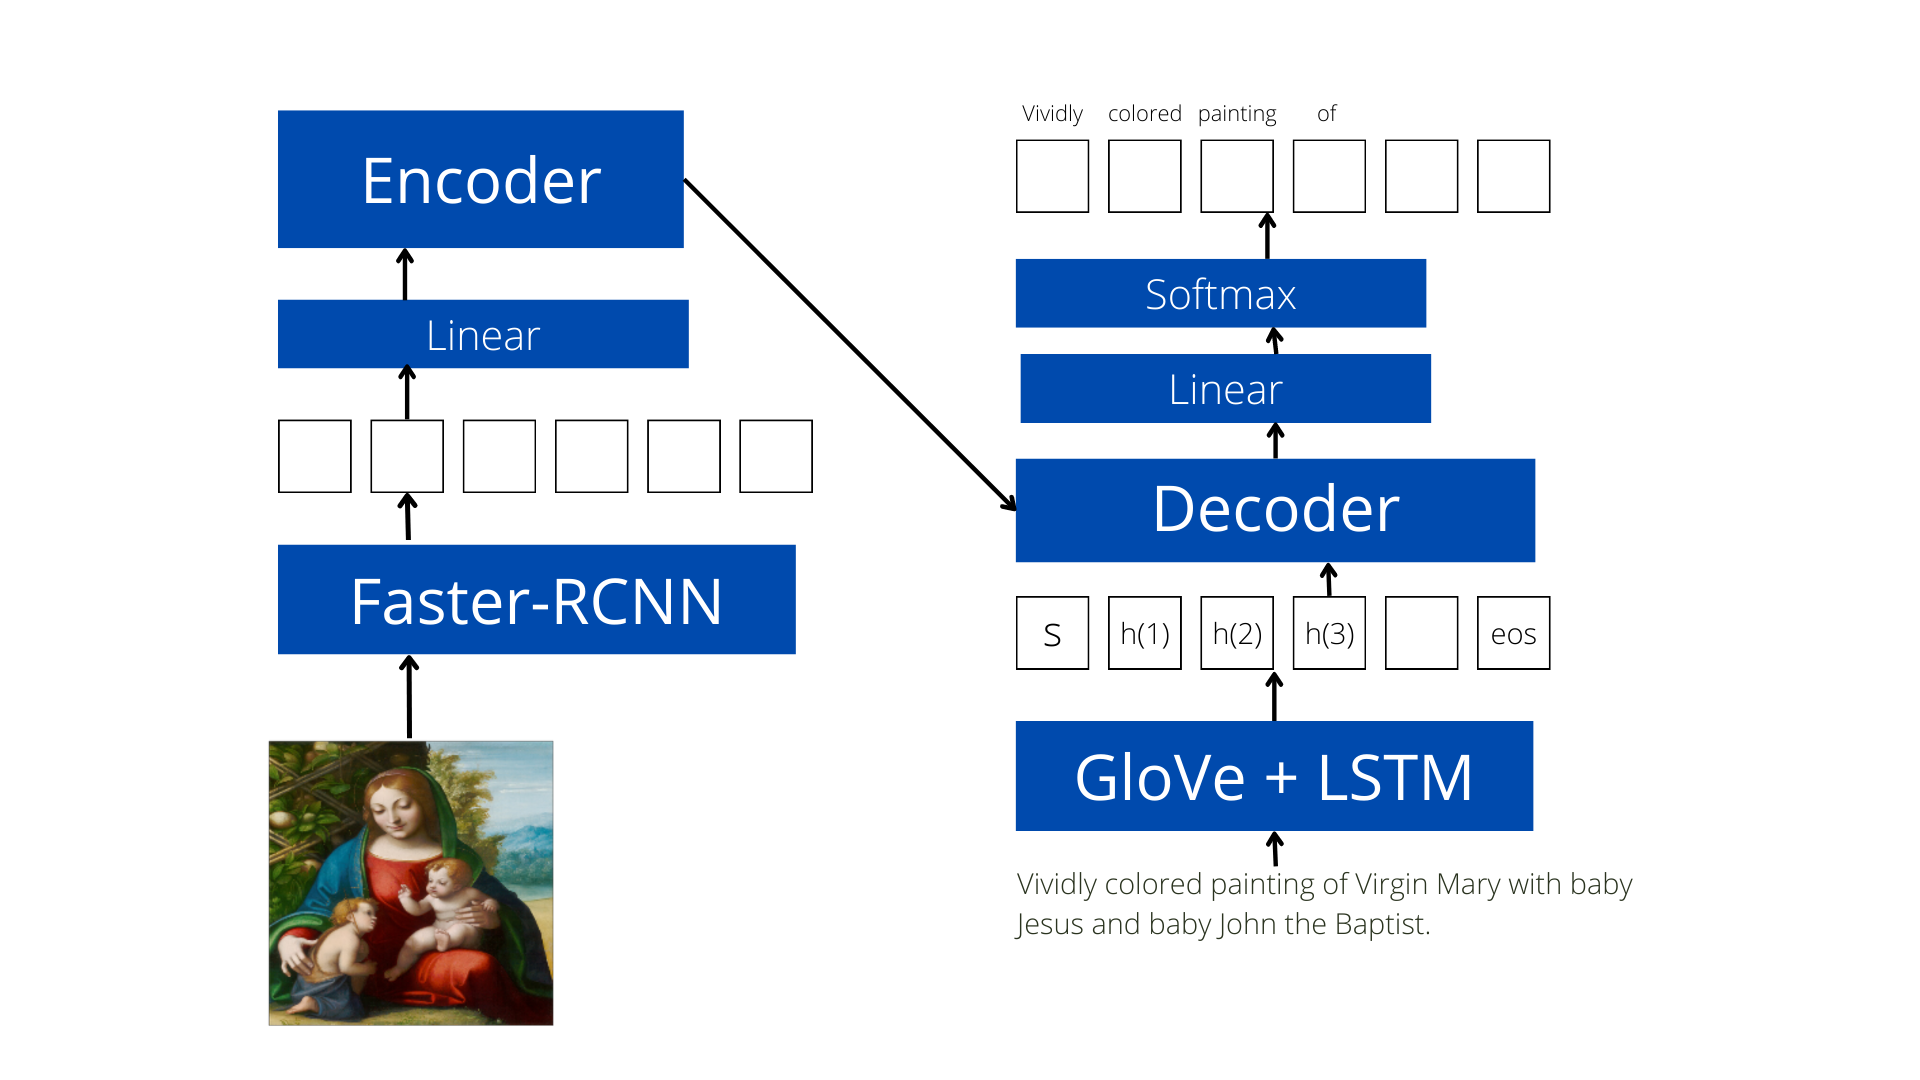 Encoder
Linear
Faster-RCNN
Vividly colored painting of
Softmax
Linear
Decoder
S h(1) h(2) h(3) eos
GloVe + LSTM
Vividly colored painting of Virgin Mary with baby
Jesus and baby John the Baptist.